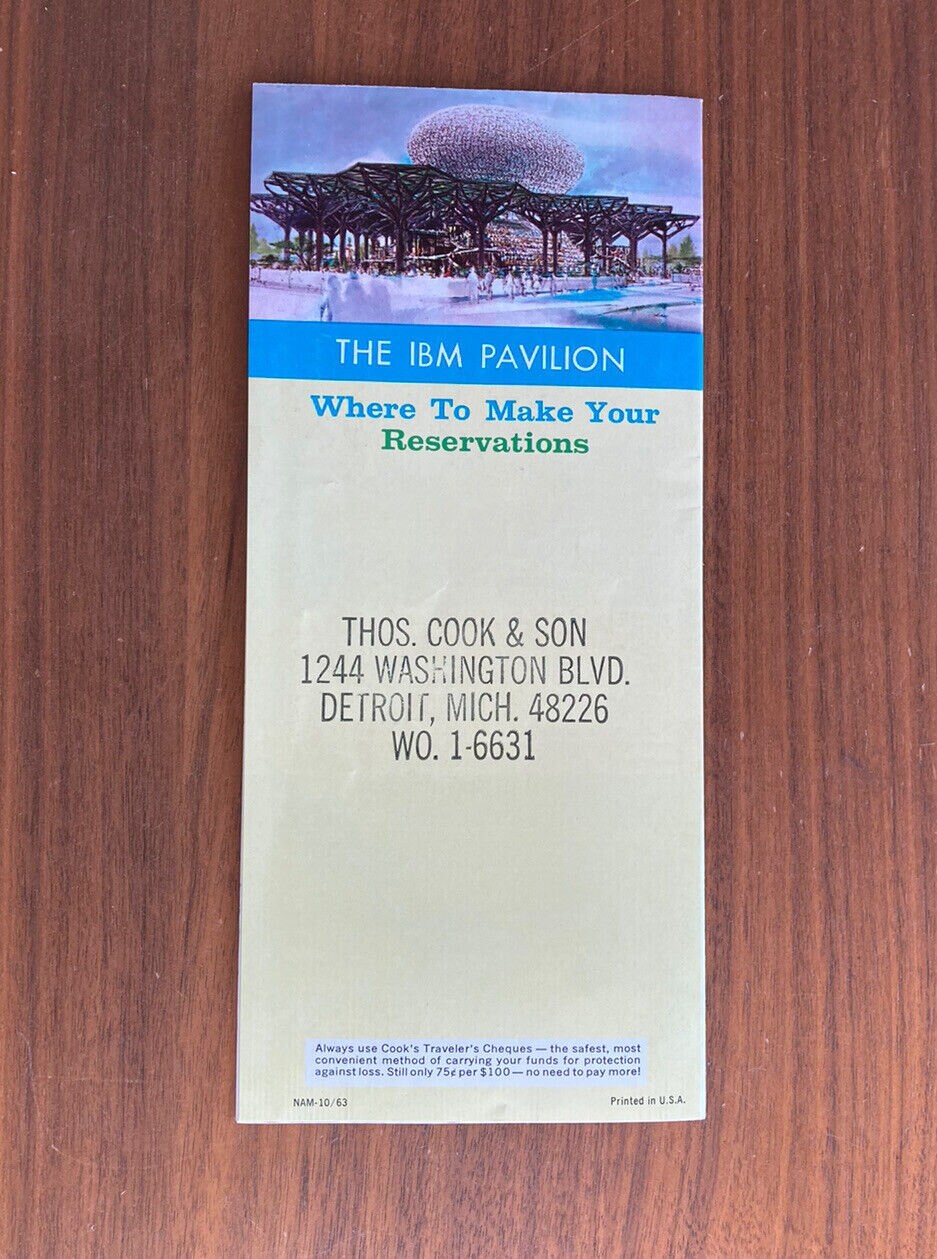 THE IBM PAVILION
Where To Make Your
Reservations
THOS. COOK & SON
1244 WASHINGTON BLVD.
DETROIT, MICH. 48226
WO. 1-6631
Always use Cook's Traveler's Cheques — the safest, most
convenient method of carrying your funds for protection
against loss. Still only 75¢ per $100 — no need to pay more!
NAM-10/63
Printed in U.S.A.